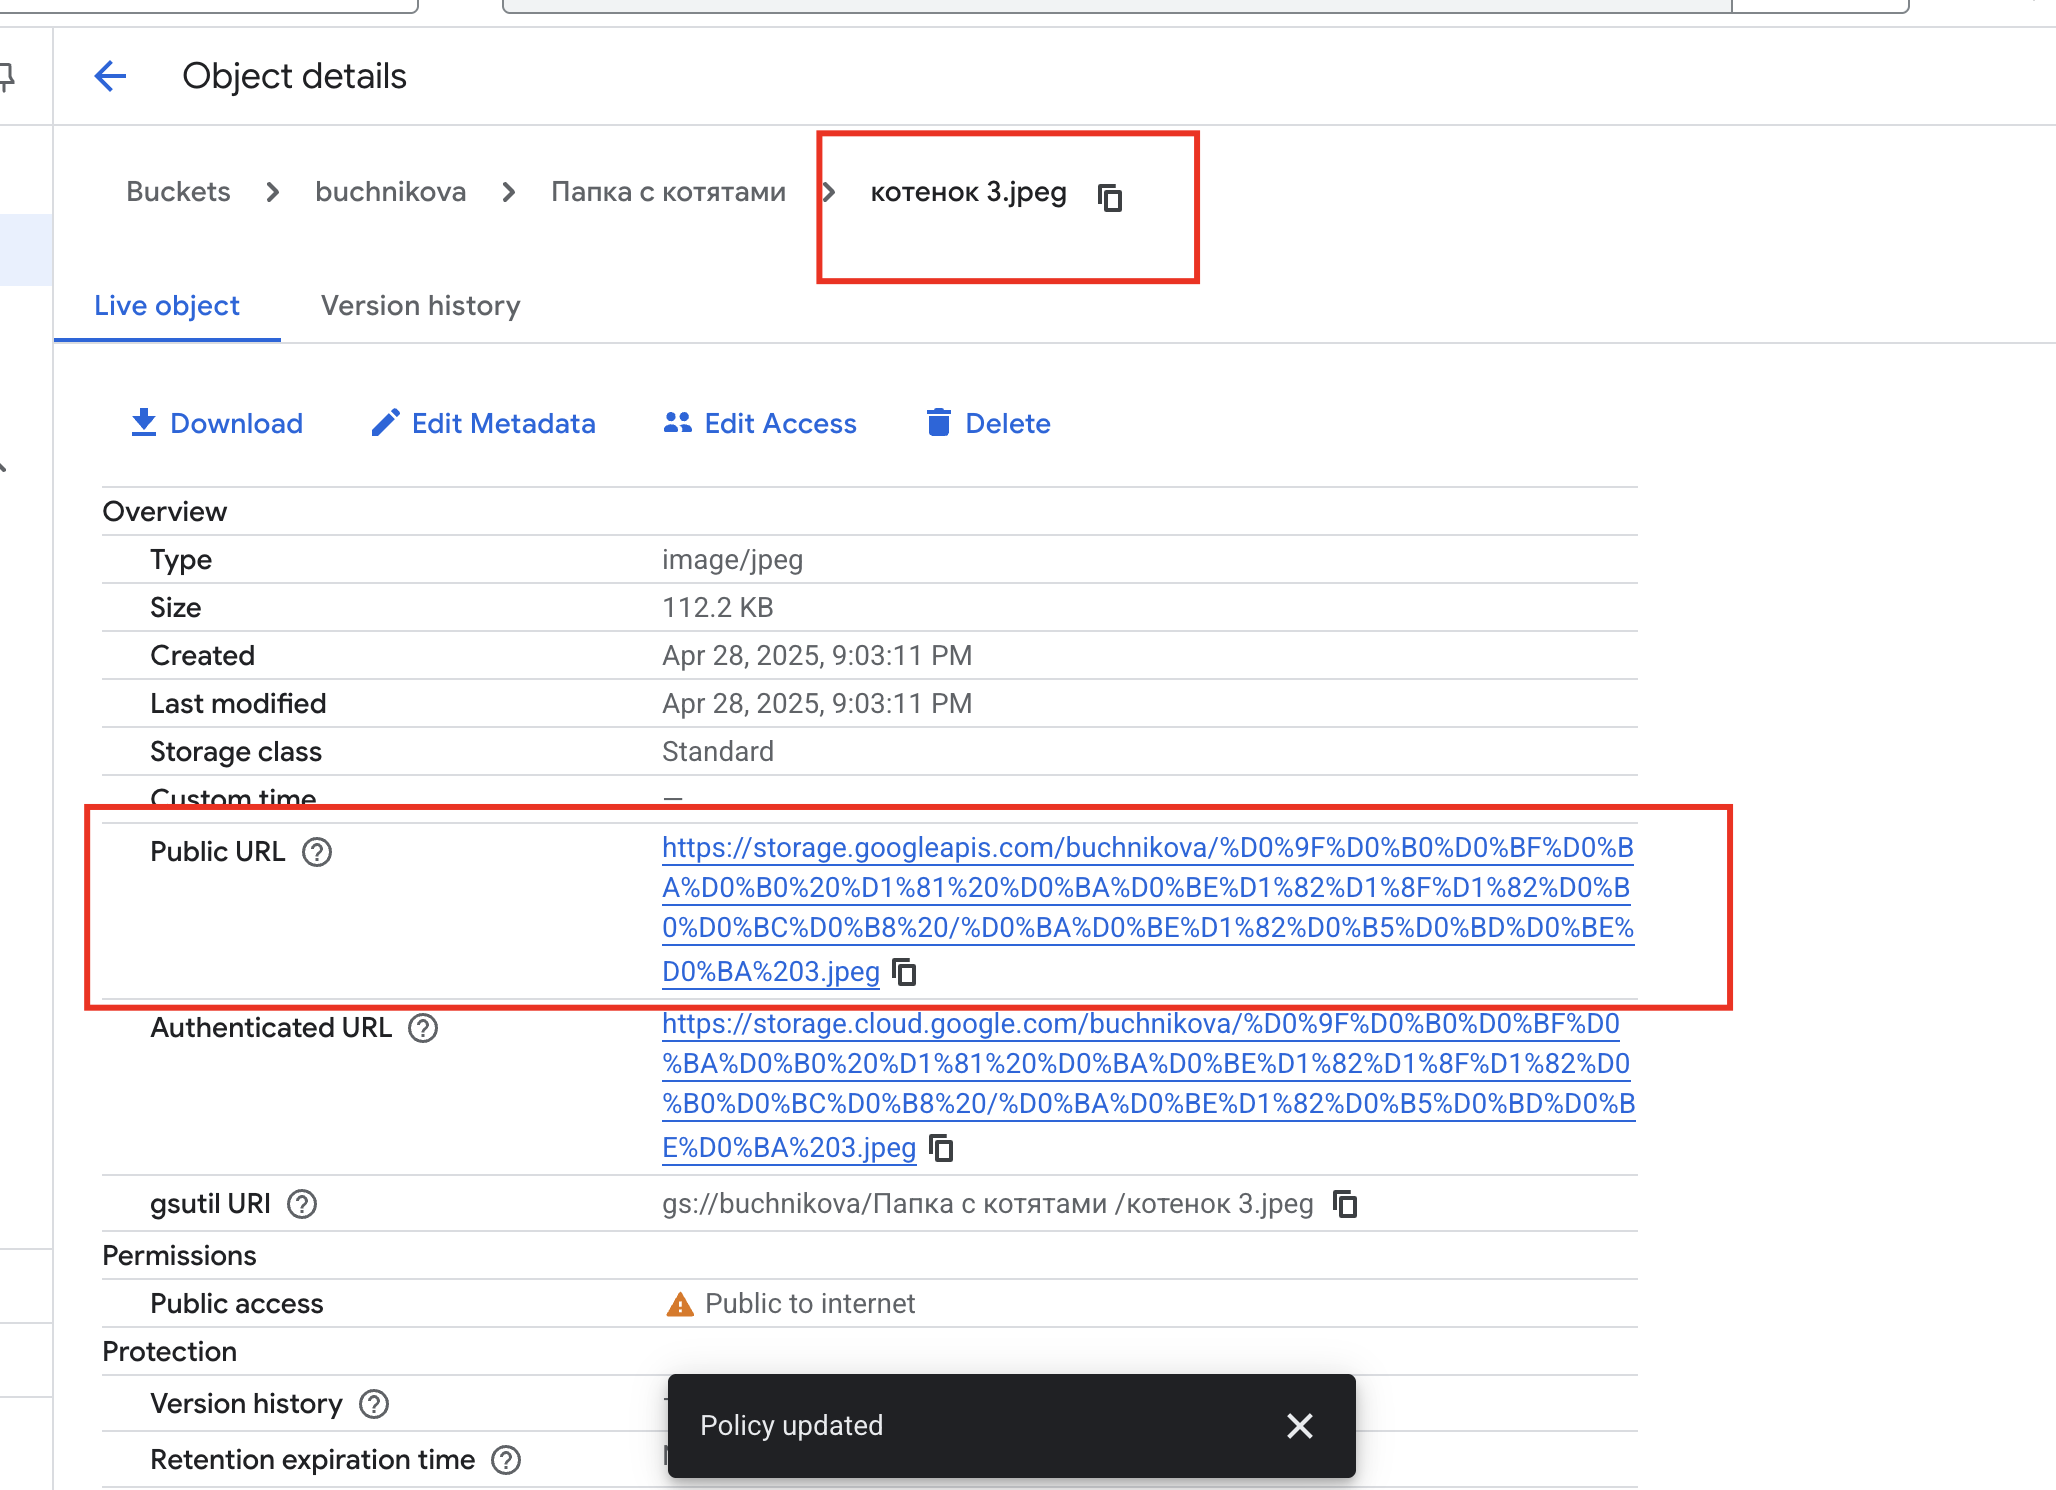 Object details
Buckets > buchnikova > Папка с котятами > котенок 3.jpeg
Live object Version history
Download Edit Metadata Edit Access Delete
Overview
Type image/jpeg
Size 112.2 KB
Created Apr 28, 2025, 9:03:11 PM
Last modified Apr 28, 2025, 9:03:11 PM
Storage class Standard
Custom time —
Public URL https://storage.googleapis.com/buchnikova/%D0%9F%D0%B0%D0%BF%D0%B
A%D0%B0%20%D1%81%20%D0%BA%D0%BE%D1%82%D1%8F%D1%82%D0%B
0%D0%BC%D0%B8%20/%D0%BA%D0%BE%D1%82%D0%B5%D0%BD%D0%BE%
D0%BA%203.jpeg
Authenticated URL https://storage.cloud.google.com/buchnikova/%D0%9F%D0%B0%D0%BF%D0
%BA%D0%B0%20%D1%81%20%D0%BA%D0%BE%D1%82%D1%8F%D1%82%D0
%B0%D0%BC%D0%B8%20/%D0%BA%D0%BE%D1%82%D0%B5%D0%BD%D0%B
E%D0%BA%203.jpeg
gsutil URI gs://buchnikova/Папка с котятами /котенок 3.jpeg
Permissions
Public access Public to internet
Protection
Version history
Policy updated
Retention expiration time